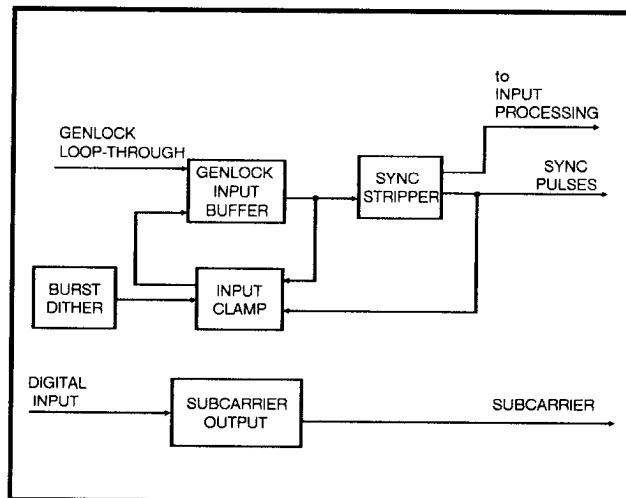 to
INPUT
PROCESSING
GENLOCK
LOOP-THROUGH
GENLOCK
INPUT
BUFFER
SYNC
STRIPPER
SYNC
PULSES
BURST
DITHER
INPUT
CLAMP
DIGITAL
INPUT
SUBCARRIER
OUTPUT
SUBCARRIER